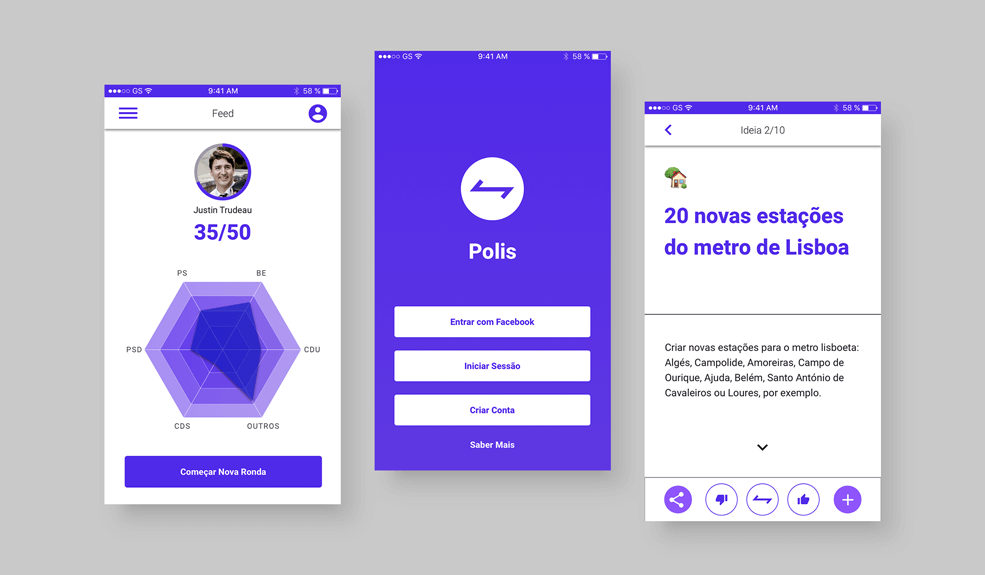 GS 9:41 AM 58 %
Feed
Justin Trudeau
35/50
PS BE
PSD CDU
CDS OUTROS
Começar Nova Ronda
GS 9:41 AM 58 %
Polis
Entrar com Facebook
Iniciar Sessão
Criar Conta
Saber Mais
GS 9:41 AM 58 %
Ideia 2/10
20 novas estações
do metro de Lisboa
Criar novas estações para o metro lisboeta:
Algés, Campolide, Amoreiras, Campo de
Ourique, Ajuda, Belém, Santo António de
Cavaleiros ou Loures, por exemplo.